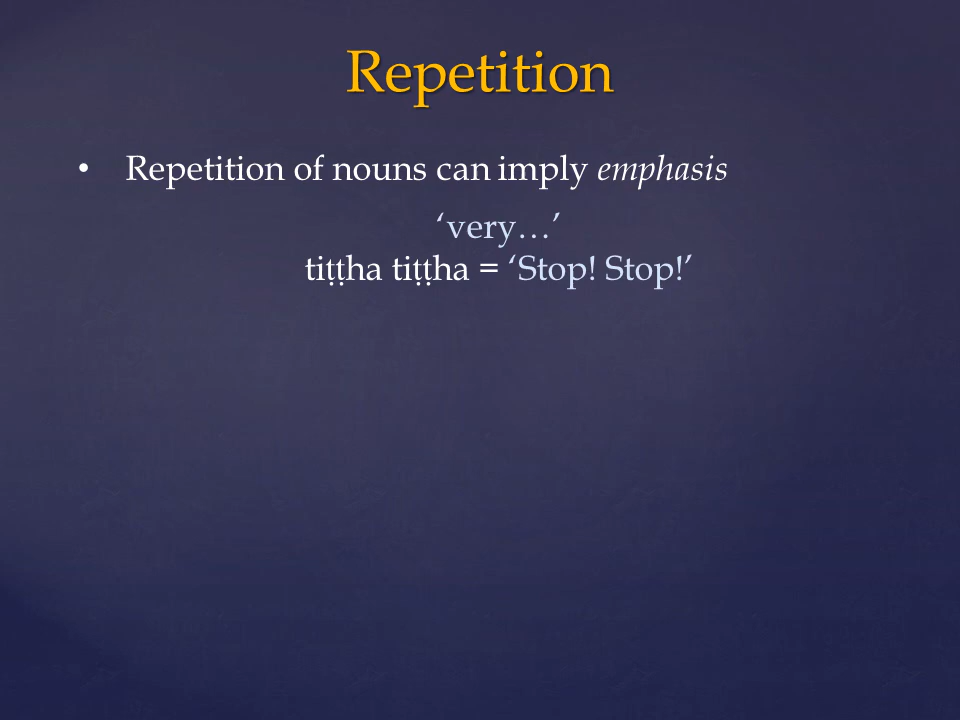 Repetition
• Repetition of nouns can imply emphasis
‘very…’
tiṭṭha tiṭṭha = ‘Stop! Stop!’